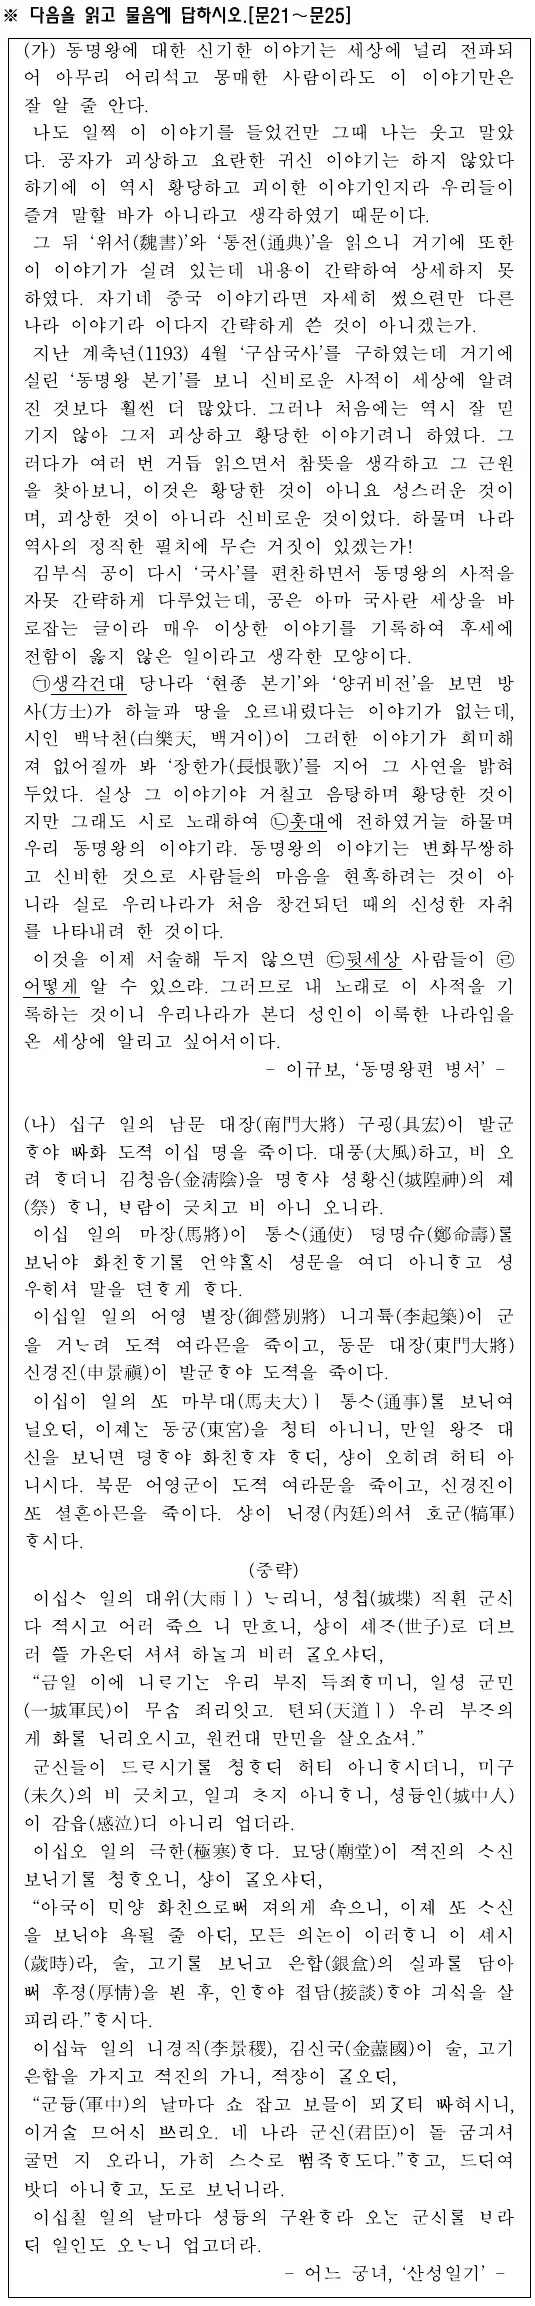 ※ 다음을 읽고 물음에 답하시오.[문21～문25]
(가) 동명왕에 대한 신기한 이야기는 세상에 널리 전파되
어 아무리 어리석고 몽매한 사람이라도 이 이야기만은
잘 알 줄 안다.
나도 일찍 이 이야기를 들었건만 그때 나는 웃고 말았
다. 공자가 괴상하고 요란한 귀신 이야기는 하지 않았다
하기에 이 역시 황당하고 괴이한 이야기인지라 우리들이
즐겨 말할 바가 아니라고 생각하였기 때문이다.
그 뒤 ‘위서(魏書)’와 ‘통전(通典)’을 읽으니 거기에 또한
이 이야기가 실려 있는데 내용이 간략하여 상세하지 못
하였다. 자기네 중국 이야기라면 자세히 썼으련만 다른
나라 이야기라 이다지 간략하게 쓴 것이 아니겠는가.
지난 계축년(1193) 4월 ‘구삼국사’를 구하였는데 거기에
실린 ‘동명왕 본기’를 보니 신비로운 사적이 세상에 알려
진 것보다 훨씬 더 많았다. 그러나 처음에는 역시 잘 믿
기지 않아 그저 괴상하고 황당한 이야기려니 하였다. 그
러다가 여러 번 거듭 읽으면서 참뜻을 생각하고 그 근원
을 찾아보니, 이것은 황당한 것이 아니요 성스러운 것이
며, 괴상한 것이 아니라 신비로운 것이었다. 하물며 나라
역사의 정직한 필치에 무슨 거짓이 있겠는가!
김부식 공이 다시 ‘국사’를 편찬하면서 동명왕의 사적을
자못 간략하게 다루었는데, 공은 아마 국사란 세상을 바
로잡는 글이라 매우 이상한 이야기를 기록하여 후세에
전함이 옳지 않은 일이라고 생각한 모양이다.
㉠생각건대 당나라 ‘현종 본기’와 ‘양귀비전’을 보면 방
사(方士)가 하늘과 땅을 오르내렸다는 이야기가 없는데,
시인 백낙천(白樂天, 백거이)이 그러한 이야기가 희미해
져 없어질까 봐 ‘장한가(長恨歌)’를 지어 그 사연을 밝혀
두었다. 실상 그 이야기야 거칠고 음탕하며 황당한 것이
지만 그래도 시로 노래하여 ㉡훗대에 전하였거늘 하물며
우리 동명왕의 이야기랴. 동명왕의 이야기는 변화무쌍하
고 신비한 것으로 사람들의 마음을 현혹하려는 것이 아
니라 실로 우리나라가 처음 창건되던 때의 신성한 자취
를 나타내려 한 것이다.
이것을 이제 서술해 두지 않으면 ㉢뒷세상 사람들이 ㉣
어떻게 알 수 있으랴. 그러므로 내 노래로 이 사적을 기
록하는 것이니 우리나라가 본디 성인이 이룩한 나라임을
온 세상에 알리고 싶어서이다.
- 이규보, ‘동명왕편 병서’ -
(나) 십구 일의 남문 대장(南門大將) 구굉(具宏)이 발군
ᄒᆞ야 싸화 도적 이십 명을 죽이다. 대풍(大風)하고, 비 오
려 ᄒᆞ더니 김청음(金淸陰)을 명ᄒᆞ샤 셩황신(城隍神)의 졔
(祭) ᄒᆞ니, ᄇᆞ람이 긋치고 비 아니 오니라.
이십 일의 마장(馬將)이 통ᄉᆞ(通使) 뎡명슈(鄭命壽)ᄅᆞᆯ
보ᄂᆡ야 화친ᄒᆞ기를 언약ᄒᆞᆯᄉᆡ 셩문을 여디 아니ᄒᆞ고 셩
우ᄒᆡ셔 말을 뎐ᄒᆞ게 ᄒᆞ다.
이십일 일의 어영 별장(御營別將) 니긔튝(李起築)이 군
을 거ᄂᆞ려 도적 여라믄을 죽이고, 동문 대장(東門大將)
신경진(申景禛)이 발군ᄒᆞ야 도적을 죽이다.
이십이 일의 ᄯᅩ 마부대(馬夫大)ㅣ 통ᄉᆞ(通事)ᄅᆞᆯ 보ᄂᆡ여
닐오ᄃᆡ, 이졔ᄂᆞᆫ 동궁(東宮)을 쳥티 아니니, 만일 왕ᄌᆞ 대
신을 보ᄂᆡ면 뎡ᄒᆞ야 화친ᄒᆞ쟈 ᄒᆞᄃᆡ, 샹이 오히려 허티 아
니시다. 북문 어영군이 도적 여라문을 죽이고, 신경진이
ᄯᅩ 셜흔아믄을 죽이다. 샹이 ᄂᆡ졍(內廷)의셔 호군(犒軍)
ᄒᆞ시다.
(중략)
이십ᄉᆞ 일의 대위(大雨ㅣ) ᄂᆞ리니, 셩쳡(城堞) 직흰 군ᄉᆡ
다 젹시고 어러 죽으 니 만흐니, 샹이 셰ᄌᆞ(世子)로 더브
러 ᄯᅳᆯ 가온ᄃᆡ 셔셔 하ᄂᆞᆯᄭᅴ 비러 ᄀᆞᆯ오샤ᄃᆡ,
“금일 이에 니ᄅᆞ기ᄂᆞᆫ 우리 부ᄌᆡ 득죄ᄒᆞ미니, 일셩 군민
(一城軍民)이 무ᄉᆞᆷ 죄리잇고. 텬되(天道ㅣ) 우리 부ᄌᆞ의
게 화를 ᄂᆞ리오시고, 원컨대 만민을 살오쇼셔.”
군신들이 드ᄅᆞ시기ᄅᆞᆯ 쳥ᄒᆞᄃᆡ 허티 아니ᄒᆞ시더니, 미구
(未久)의 비 긋치고, 일긔 ᄎᆞ지 아니ᄒᆞ니, 셩듕인(城中人)
이 감읍(感泣)디 아니리 업더라.
이십오 일의 극한(極寒)ᄒᆞ다. 묘당(廟堂)이 젹진의 ᄉᆞ신
보ᄂᆡ기ᄅᆞᆯ 쳥ᄒᆞ오니, 샹이 ᄀᆞᆯ오샤ᄃᆡ,
“아국이 ᄆᆡ양 화친으로ᄡᅥ 져의게 속으니, 이졔 ᄯᅩ ᄉᆞ신
을 보ᄂᆡ야 욕될 줄 아ᄃᆡ, 모든 의논이 이러ᄒᆞ니 이 셰시
(歲時)라, 술, 고기ᄅᆞᆯ 보ᄂᆡ고 은합(銀盒)의 실과ᄅᆞᆯ 담아
ᄡᅥ 후졍(厚情)을 뵌 후, 인ᄒᆞ야 졉담(接談)ᄒᆞ야 긔식을 살
피리라.”ᄒᆞ시다.
이십뉵 일의 니경직(李景稷), 김신국(金藎國)이 술, 고기
은합을 가지고 젹진의 가니, 젹쟝이 ᄀᆞᆯ오ᄃᆡ,
“군듕(軍中)의 날마다 쇼 잡고 보믈이 뫼ᄀᆞᆺ티 ᄡᅡ혀시니,
이거ᄉᆞᆯ 므어ᄉᆡ ᄡᅳ리오. 네 나라 군신(君臣)이 돌 굼긔셔
굴먼 지 오라니, 가히 스ᄉᆞ로 ᄡᅥᆷ즉ᄒᆞ도다.”ᄒᆞ고, 드ᄃᆡ여
밧디 아니ᄒᆞ고, 도로 보ᄂᆡ니라.
이십칠 일의 날마다 셩듕의 구완ᄒᆞ라 오ᄂᆞᆫ 군ᄉᆡᄅᆞᆯ ᄇᆞ라
ᄃᆡ 일인도 오ᄂᆞ니 업고더라.
- 어느 궁녀, ‘산성일기’ -